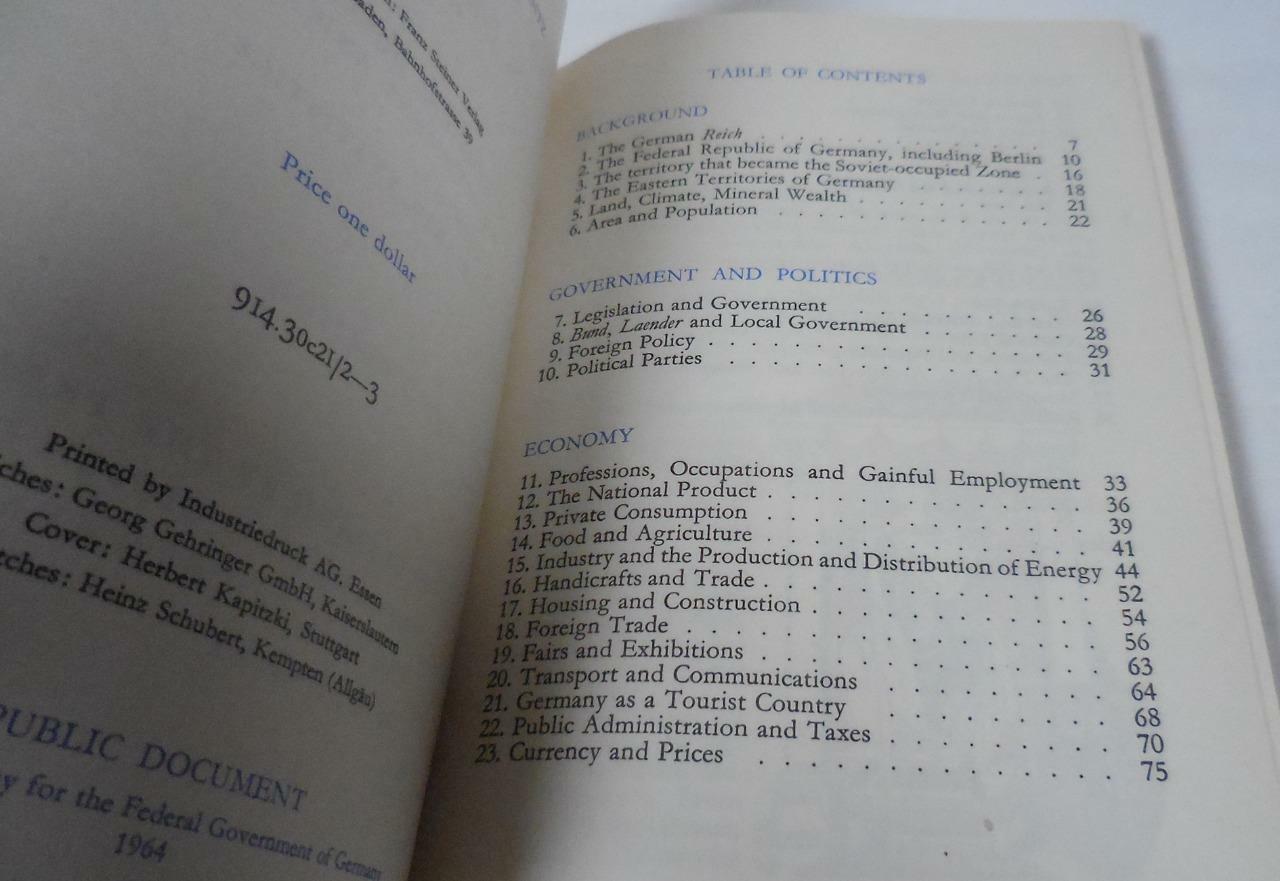 : Franz Steiner Verlag
Bahnhofstrasse 39
Price one dollar
914.30c21/2—3
Printed by Industriedruck AG. Essen
ches: Georg Gehringer GmbH, Kaiserslautern
Cover: Herbert Kapitzki, Stuttgart
tches: Heinz Schubert, Kempten (Allgäu)
PUBLIC DOCUMENT
y for the Federal Government of Germany
1964
TABLE OF CONTENTS
BACKGROUND
1. The German Reich . . . . . . . . . . . . 7
2. The Federal Republic of Germany, including Berlin 10
3. The territory that became the Soviet-occupied Zone . 16
4. The Eastern Territories of Germany . . . . . . . 18
5. Land, Climate, Mineral Wealth . . . . . . . . . 21
6. Area and Population . . . . . . . . . . . . 22
GOVERNMENT AND POLITICS
7. Legislation and Government . . . . . . . . . . 26
8. Bund, Laender and Local Government . . . . . . 28
9. Foreign Policy . . . . . . . . . . . . . . . 29
10. Political Parties . . . . . . . . . . . . . . 31
ECONOMY
11. Professions, Occupations and Gainful Employment 33
12. The National Product . . . . . . . . . . . . 36
13. Private Consumption . . . . . . . . . . . . 39
14. Food and Agriculture . . . . . . . . . . . . 41
15. Industry and the Production and Distribution of Energy 44
16. Handicrafts and Trade . . . . . . . . . . . . 52
17. Housing and Construction . . . . . . . . . . 54
18. Foreign Trade . . . . . . . . . . . . . . . 56
19. Fairs and Exhibitions . . . . . . . . . . . . 63
20. Transport and Communications . . . . . . . . 64
21. Germany as a Tourist Country . . . . . . . . 68
22. Public Administration and Taxes . . . . . . . . 70
23. Currency and Prices . . . . . . . . . . . . . 75